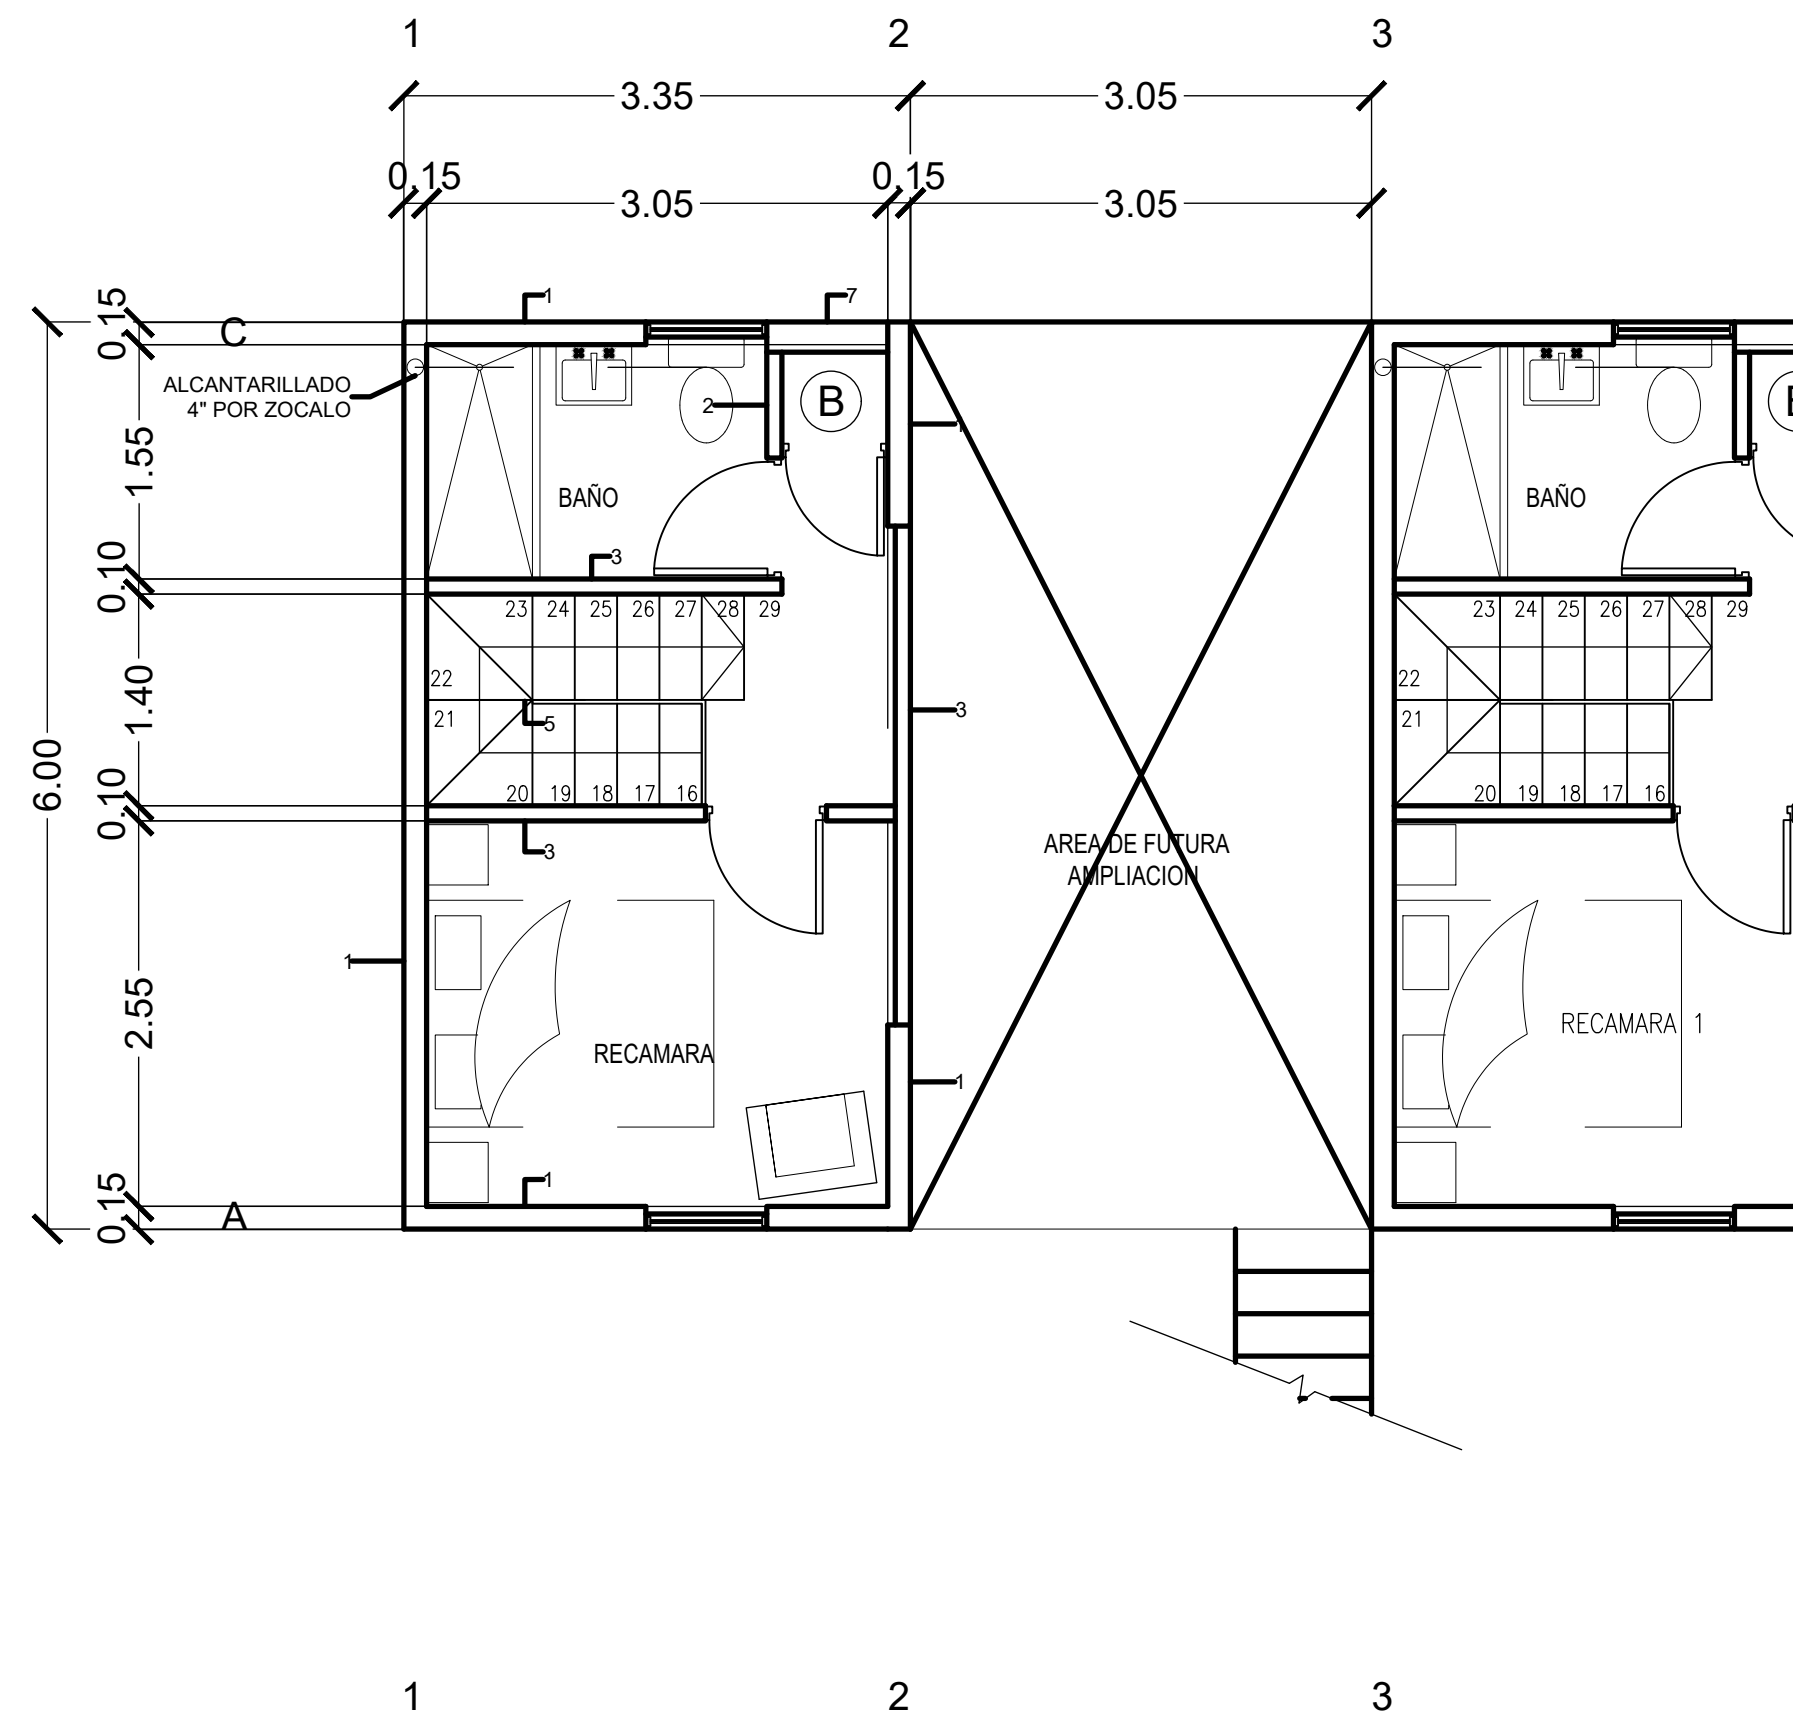 1 2 3
3.35 3.05
0.15 0.15
3.05 3.05
1 7
0.15
C
ALCANTARILLADO
4" POR ZOCALO
2 B
1.55
BAÑO BAÑO
3
0.10
23 24 25 26 27 28 29 23 24 25 26 27 28 29
22 22
1.40
21 5 3 21
6.00
0.10
20 19 18 17 16 20 19 18 17 16
3
AREA DE FUTURA
AMPLIACION
1
2.55
RECAMARA 1
RECAMARA
1
1
0.15
A
1 2 3